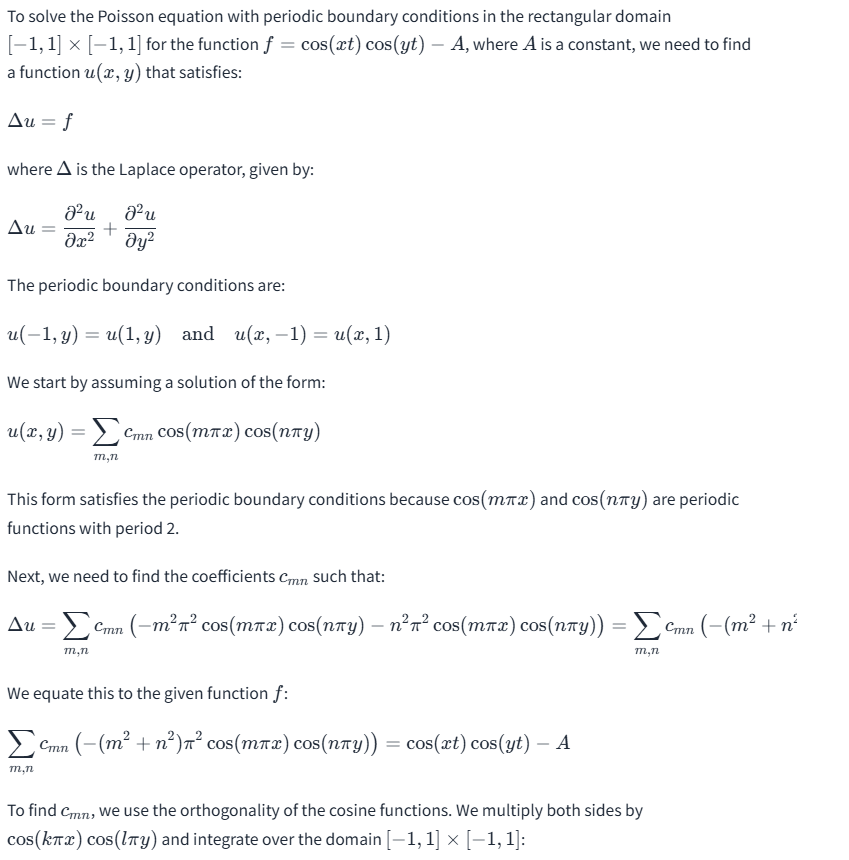 To solve the Poisson equation with periodic boundary conditions in the rectangular domain
[−1, 1] × [−1, 1] for the function f = cos(xt) cos(yt) − A, where A is a constant, we need to find
a function u(x, y) that satisfies:
Δu = f
where Δ is the Laplace operator, given by:
Δu = ∂²u/∂x² + ∂²u/∂y²
The periodic boundary conditions are:
u(−1, y) = u(1, y) and u(x, −1) = u(x, 1)
We start by assuming a solution of the form:
u(x, y) = ∑_{m,n} c_{mn} cos(mπx) cos(nπy)
This form satisfies the periodic boundary conditions because cos(mπx) and cos(nπy) are periodic
functions with period 2.
Next, we need to find the coefficients c_{mn} such that:
Δu = ∑_{m,n} c_{mn} (−m²π² cos(mπx) cos(nπy) − n²π² cos(mπx) cos(nπy)) = ∑_{m,n} c_{mn} (−(m² + n²
We equate this to the given function f:
∑_{m,n} c_{mn} (−(m² + n²)π² cos(mπx) cos(nπy)) = cos(xt) cos(yt) − A
To find c_{mn}, we use the orthogonality of the cosine functions. We multiply both sides by
cos(kπx) cos(lπy) and integrate over the domain [−1, 1] × [−1, 1]: